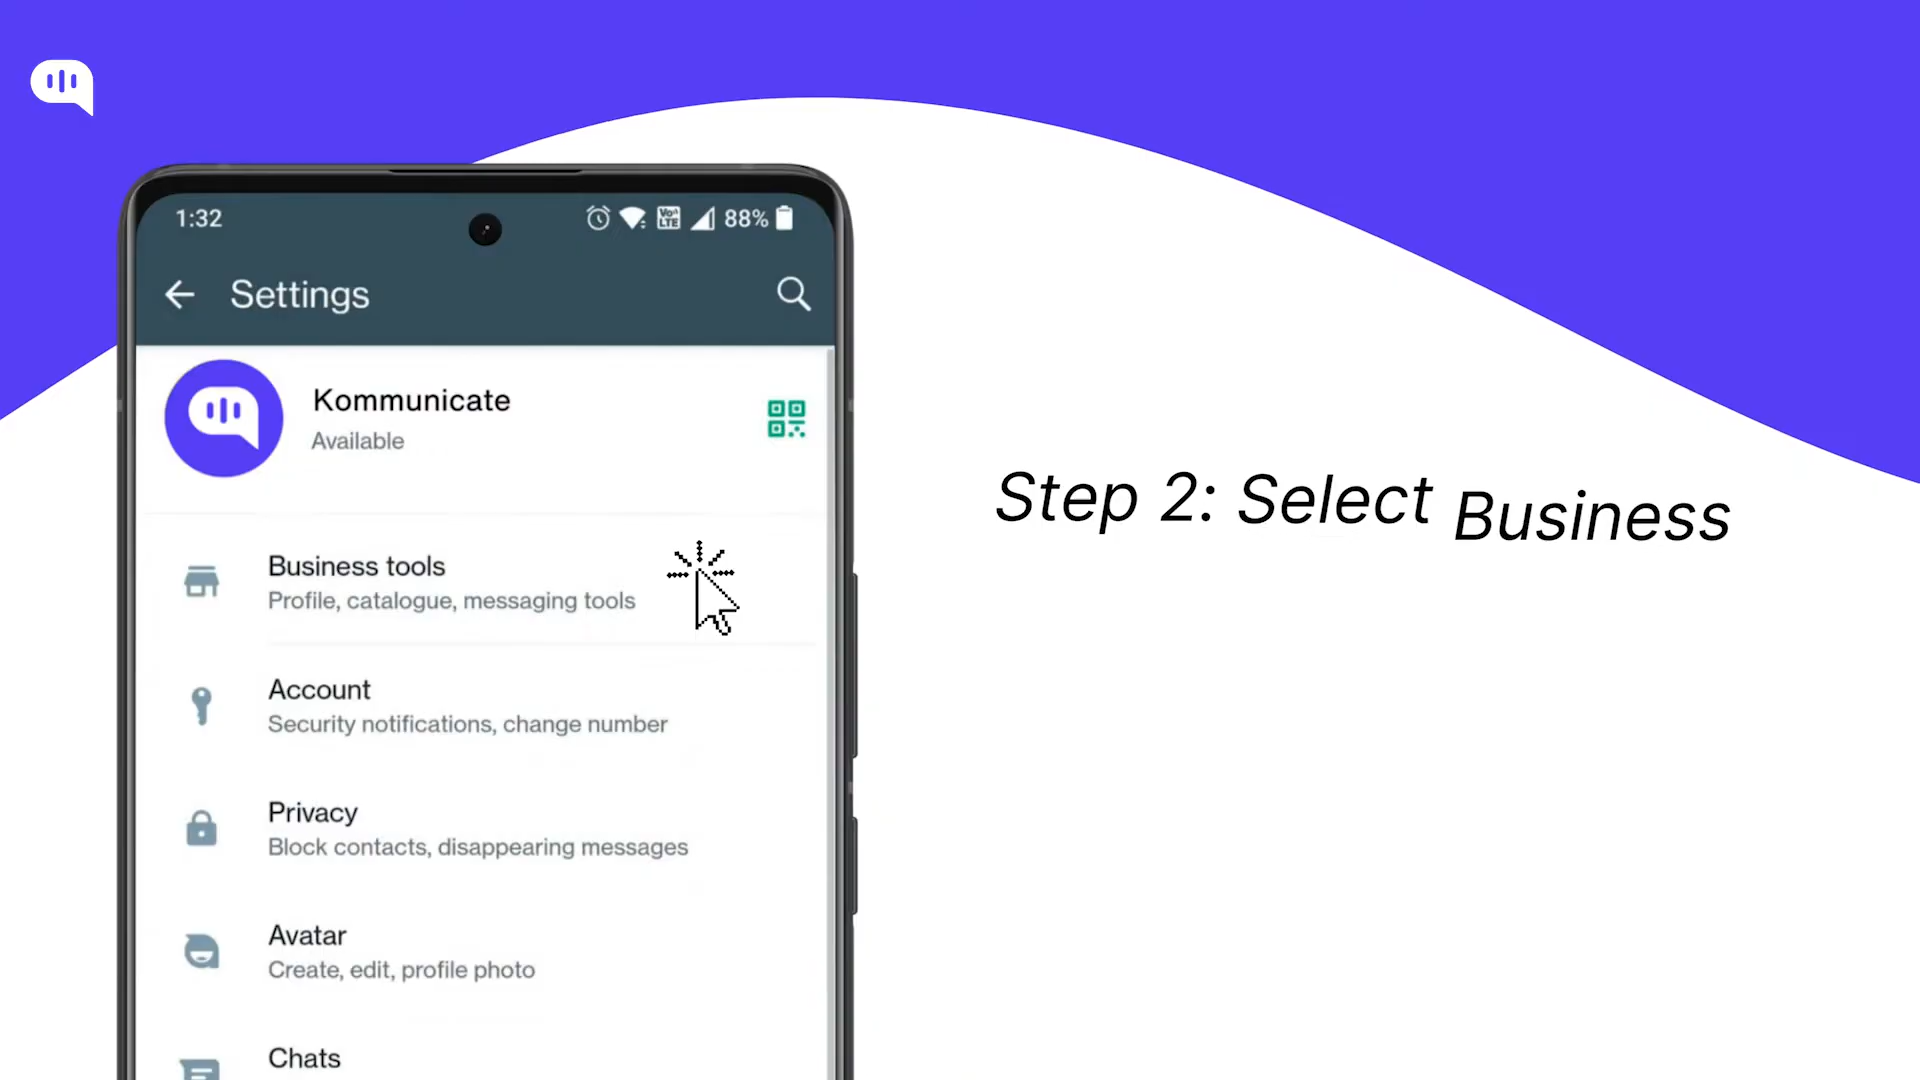 1:32
VoLTE
88%
Settings
Kommunicate
Available
Business tools
Profile, catalogue, messaging tools
Account
Security notifications, change number
Privacy
Block contacts, disappearing messages
Avatar
Create, edit, profile photo
Chats
Step 2: Select Business